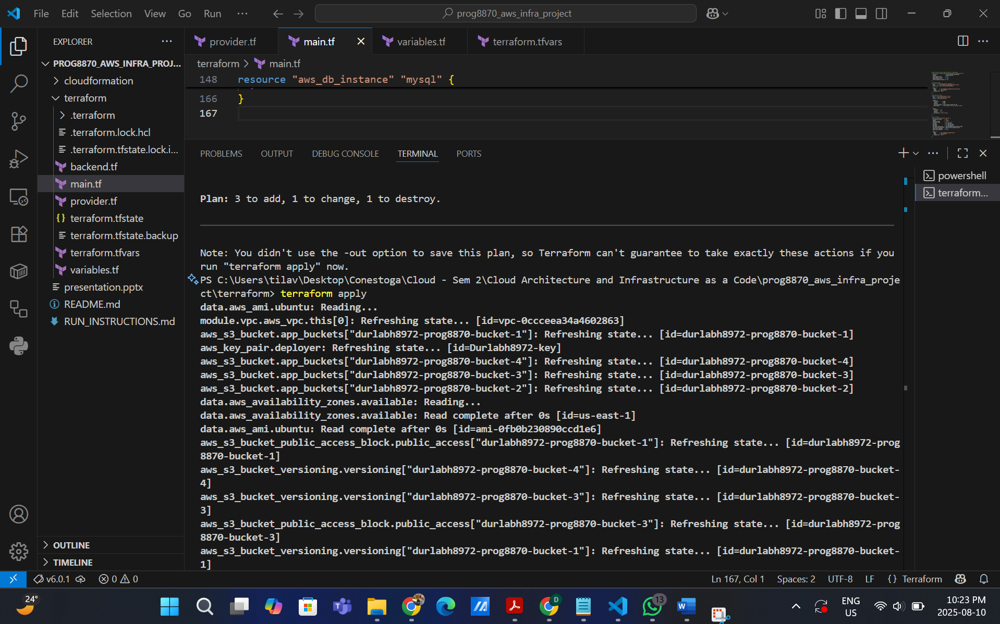 File Edit Selection View Go Run ···
prog8870_aws_infra_project
EXPLORER
PROG8870_AWS_INFRA_PROJ...
cloudformation
terraform
.terraform
.terraform.lock.hcl
.terraform.tfstate.lock.i...
backend.tf
main.tf
provider.tf
terraform.tfstate
terraform.tfstate.backup
terraform.tfvars
variables.tf
presentation.pptx
README.md
RUN_INSTRUCTIONS.md
OUTLINE
TIMELINE
provider.tf main.tf variables.tf terraform.tfvars
terraform > main.tf
148 resource "aws_db_instance" "mysql" {
166 }
167
PROBLEMS OUTPUT DEBUG CONSOLE TERMINAL PORTS
powershell
terraform...
Plan: 3 to add, 1 to change, 1 to destroy.
Note: You didn't use the -out option to save this plan, so Terraform can't guarantee to take exactly these actions if you
run "terraform apply" now.
PS C:\Users\tilav\Desktop\Conestoga\Cloud - Sem 2\Cloud Architecture and Infrastructure as a Code\prog8870_aws_infra_proje
ct\terraform> terraform apply
data.aws_ami.ubuntu: Reading...
module.vpc.aws_vpc.this[0]: Refreshing state... [id=vpc-0ccceea34a4602863]
aws_s3_bucket.app_buckets["durlabh8972-prog8870-bucket-1"]: Refreshing state... [id=durlabh8972-prog8870-bucket-1]
aws_key_pair.deployer: Refreshing state... [id=Durlabh8972-key]
aws_s3_bucket.app_buckets["durlabh8972-prog8870-bucket-4"]: Refreshing state... [id=durlabh8972-prog8870-bucket-4]
aws_s3_bucket.app_buckets["durlabh8972-prog8870-bucket-3"]: Refreshing state... [id=durlabh8972-prog8870-bucket-3]
aws_s3_bucket.app_buckets["durlabh8972-prog8870-bucket-2"]: Refreshing state... [id=durlabh8972-prog8870-bucket-2]
data.aws_availability_zones.available: Reading...
data.aws_availability_zones.available: Read complete after 0s [id=us-east-1]
data.aws_ami.ubuntu: Read complete after 0s [id=ami-0fb0b230890ccd1e6]
aws_s3_bucket_public_access_block.public_access["durlabh8972-prog8870-bucket-1"]: Refreshing state... [id=durlabh8972-prog
8870-bucket-1]
aws_s3_bucket_versioning.versioning["durlabh8972-prog8870-bucket-4"]: Refreshing state... [id=durlabh8972-prog8870-bucket-
4]
aws_s3_bucket_versioning.versioning["durlabh8972-prog8870-bucket-3"]: Refreshing state... [id=durlabh8972-prog8870-bucket-
3]
aws_s3_bucket_public_access_block.public_access["durlabh8972-prog8870-bucket-3"]: Refreshing state... [id=durlabh8972-prog
8870-bucket-3]
aws_s3_bucket_versioning.versioning["durlabh8972-prog8870-bucket-1"]: Refreshing state... [id=durlabh8972-prog8870-bucket-
1]
v6.0.1 0 0 Ln 167, Col 1 Spaces: 2 UTF-8 LF {} Terraform
24° 13 ENG 10:23 PM
US 2025-08-10